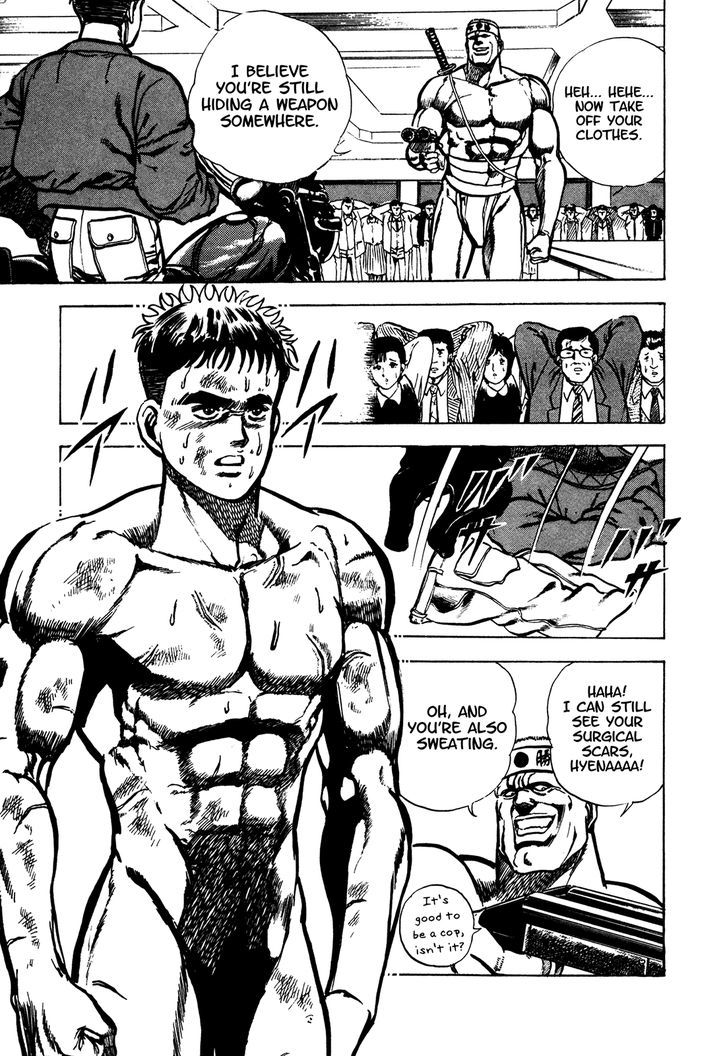 HEH... HEHE...
NOW TAKE
OFF YOUR
CLOTHES.
I BELIEVE
YOU'RE STILL
HIDING A WEAPON
SOMEWHERE.
HAHA!
I CAN STILL
SEE YOUR
SURGICAL
SCARS,
HYENAAAA!
OH, AND
YOU'RE ALSO
SWEATING.
勝
It's
good to
be a cop,
isn't it?